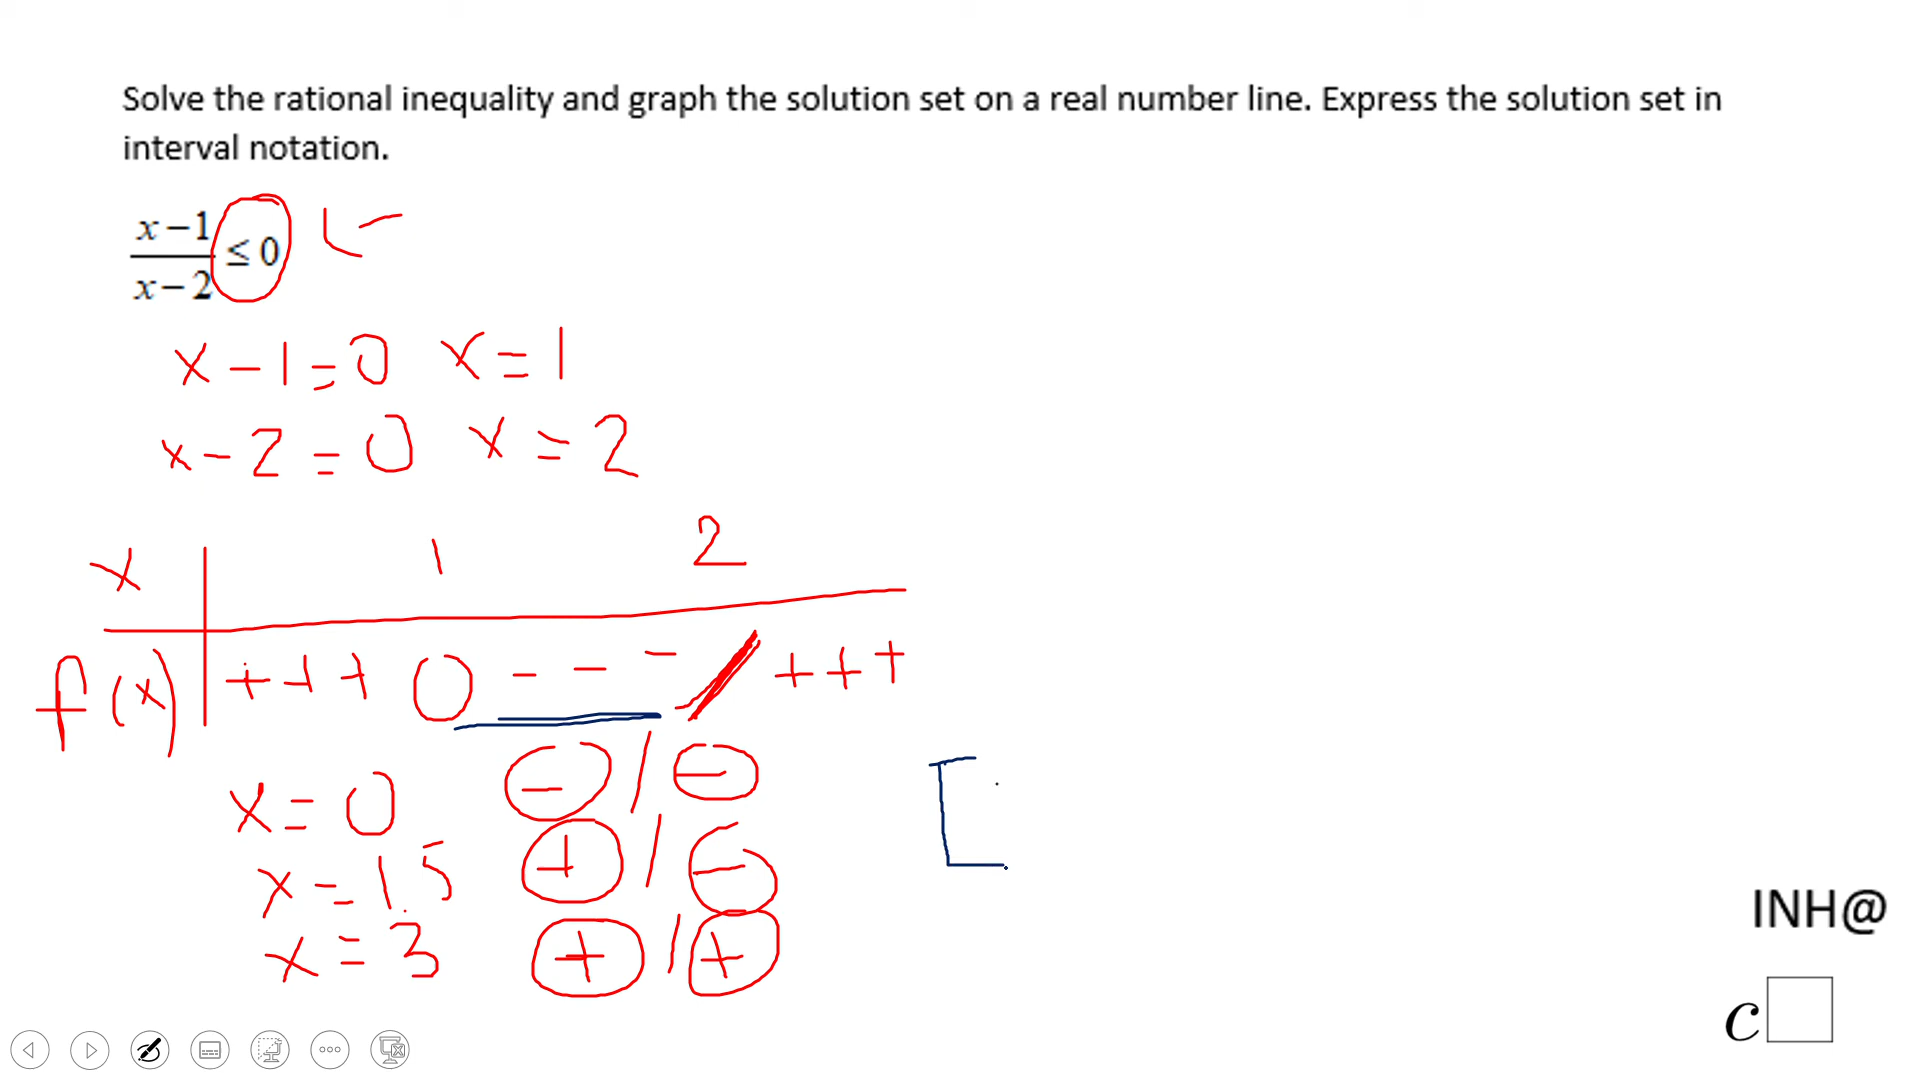 Solve the rational inequality and graph the solution set on a real number line. Express the solution set in
interval notation.
x−1
x−2
≤0
x − 1 = 0 x = 1
x − 2 = 0 x = 2
x 1 2
f(x) + + + 0 − − − + + +
x = 0 − / −
x = 1.5 + / −
x = 3 + / +
[
INH@
c